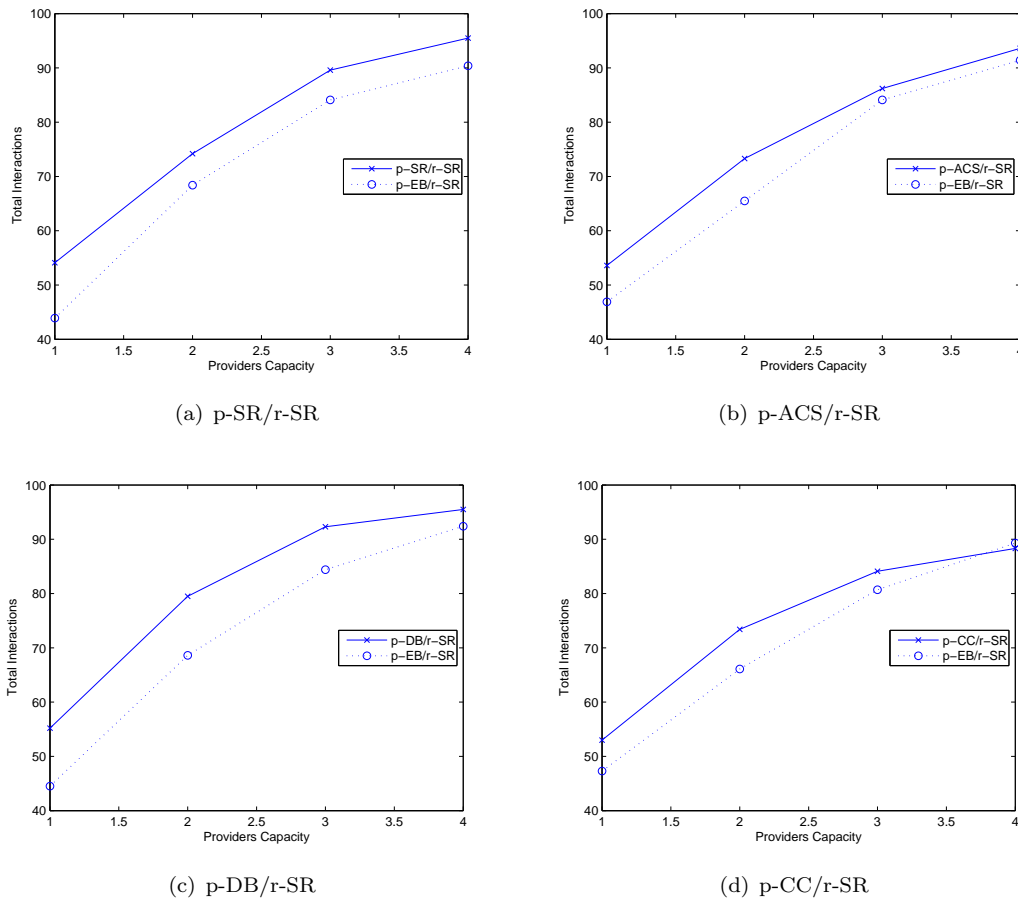 100
90
80
70
60
50
40
1 1.5 2 2.5 3 3.5 4
Total Interactions
Providers Capacity
p−SR/r−SR
p−EB/r−SR
(a) p-SR/r-SR
100
90
80
70
60
50
40
1 1.5 2 2.5 3 3.5 4
Total Interactions
Providers Capacity
p−ACS/r−SR
p−EB/r−SR
(b) p-ACS/r-SR
100
90
80
70
60
50
40
1 1.5 2 2.5 3 3.5 4
Total Interactions
Providers Capacity
p−DB/r−SR
p−EB/r−SR
(c) p-DB/r-SR
100
90
80
70
60
50
40
1 1.5 2 2.5 3 3.5 4
Total Interactions
Providers Capacity
p−CC/r−SR
p−EB/r−SR
(d) p-CC/r-SR